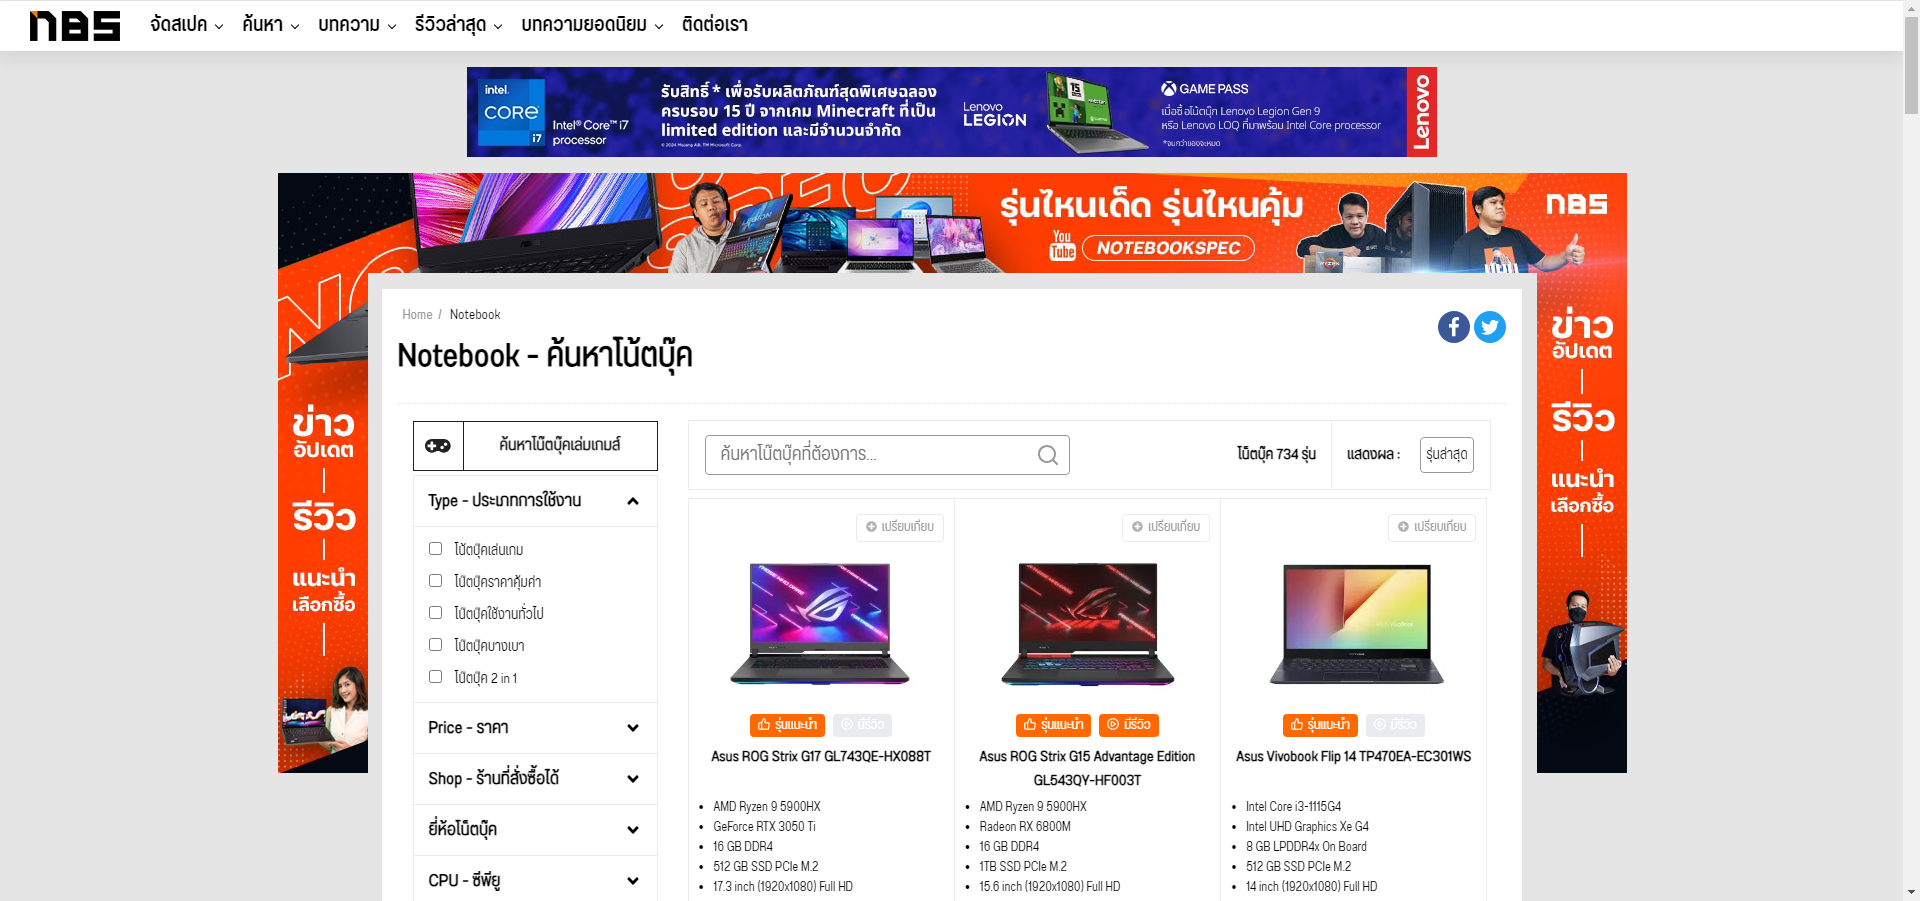 nbs
จัดสเปค ค้นหา บทความ รีวิวล่าสุด บทความยอดนิยม ติดต่อเรา
intel.
CORE
i7
Intel® Core™ i7
processor
รับสิทธิ์ * เพื่อรับผลิตภัณฑ์สุดพิเศษฉลอง
ครบรอบ 15 ปี จากเกม Minecraft ที่เป็น
limited edition และมีจำนวนจำกัด
© 2024 Mojang AB. TM Microsoft Corp.
Lenovo
LEGION
15
GAME PASS
เมื่อซื้อโน้ตบุ๊ก Lenovo Legion Gen 9
หรือ Lenovo LOQ ที่มาพร้อม Intel Core processor
*จนกว่าของจะหมด
Lenovo
รุ่นไหนเด็ด รุ่นไหนคุ้ม
You
Tube
NOTEBOOKSPEC
nbs
LEGION
RYZEN
ข่าว
อัปเดต
รีวิว
แนะนำ
เลือกซื้อ
ข่าว
อัปเดต
รีวิว
แนะนำ
เลือกซื้อ
Home / Notebook
Notebook - ค้นหาโน้ตบุ๊ค
ค้นหาโน๊ตบุ๊คเล่มเกมส์
ค้นหาโน๊ตบุ๊คที่ต้องการ...
โน็ตบุ๊ค 734 รุ่น
แสดงผล :
รุ่นล่าสุด
Type - ประเภทการใช้งาน
โน้ตบุ๊คเล่นเกม
โน๊ตบุ๊คราคาคุ้มค่า
โน๊ตบุ๊คใช้งานทั่วไป
โน๊ตบุ๊คบางเบา
โน๊ตบุ๊ค 2 in 1
Price - ราคา
Shop - ร้านที่สั่งซื้อได้
ยี่ห้อโน็ตบุ๊ค
CPU - ซีพียู
เปรียบเทียบ
รุ่นแนะนำ มีรีวิว
Asus ROG Strix G17 GL743QE-HX088T
AMD Ryzen 9 5900HX
GeForce RTX 3050 Ti
16 GB DDR4
512 GB SSD PCIe M.2
17.3 inch (1920x1080) Full HD
เปรียบเทียบ
รุ่นแนะนำ มีรีวิว
Asus ROG Strix G15 Advantage Edition
GL543QY-HF003T
AMD Ryzen 9 5900HX
Radeon RX 6800M
16 GB DDR4
1TB SSD PCIe M.2
15.6 inch (1920x1080) Full HD
เปรียบเทียบ
รุ่นแนะนำ มีรีวิว
Asus Vivobook Flip 14 TP470EA-EC301WS
Intel Core i3-1115G4
Intel UHD Graphics Xe G4
8 GB LPDDR4x On Board
512 GB SSD PCIe M.2
14 inch (1920x1080) Full HD